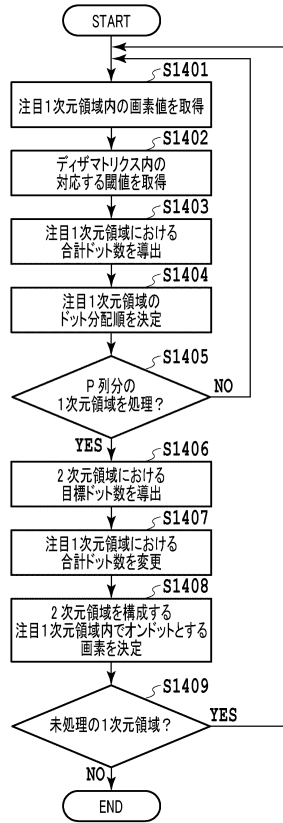 START
S1401
注目1次元領域内の画素値を取得
S1402
ディザマトリクス内の
対応する閾値を取得
S1403
注目1次元領域における
合計ドット数を導出
S1404
注目1次元領域の
ドット分配順を決定
S1405
P列分の
1次元領域を処理?
NO
YES
S1406
2次元領域における
目標ドット数を導出
S1407
注目1次元領域における
合計ドット数を変更
S1408
2次元領域を構成する
注目1次元領域内でオンドットとする
画素を決定
S1409
未処理の1次元領域?
YES
NO
END